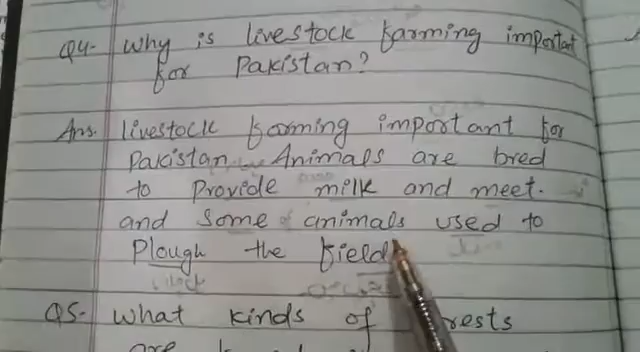 Q4. Why is livestock farming important
for Pakistan?
Ans. livestock farming important for
Pakistan. Animals are bred
to Provide milk and meet.
and some animals used to
Plough the field
Q5. What kinds of
are